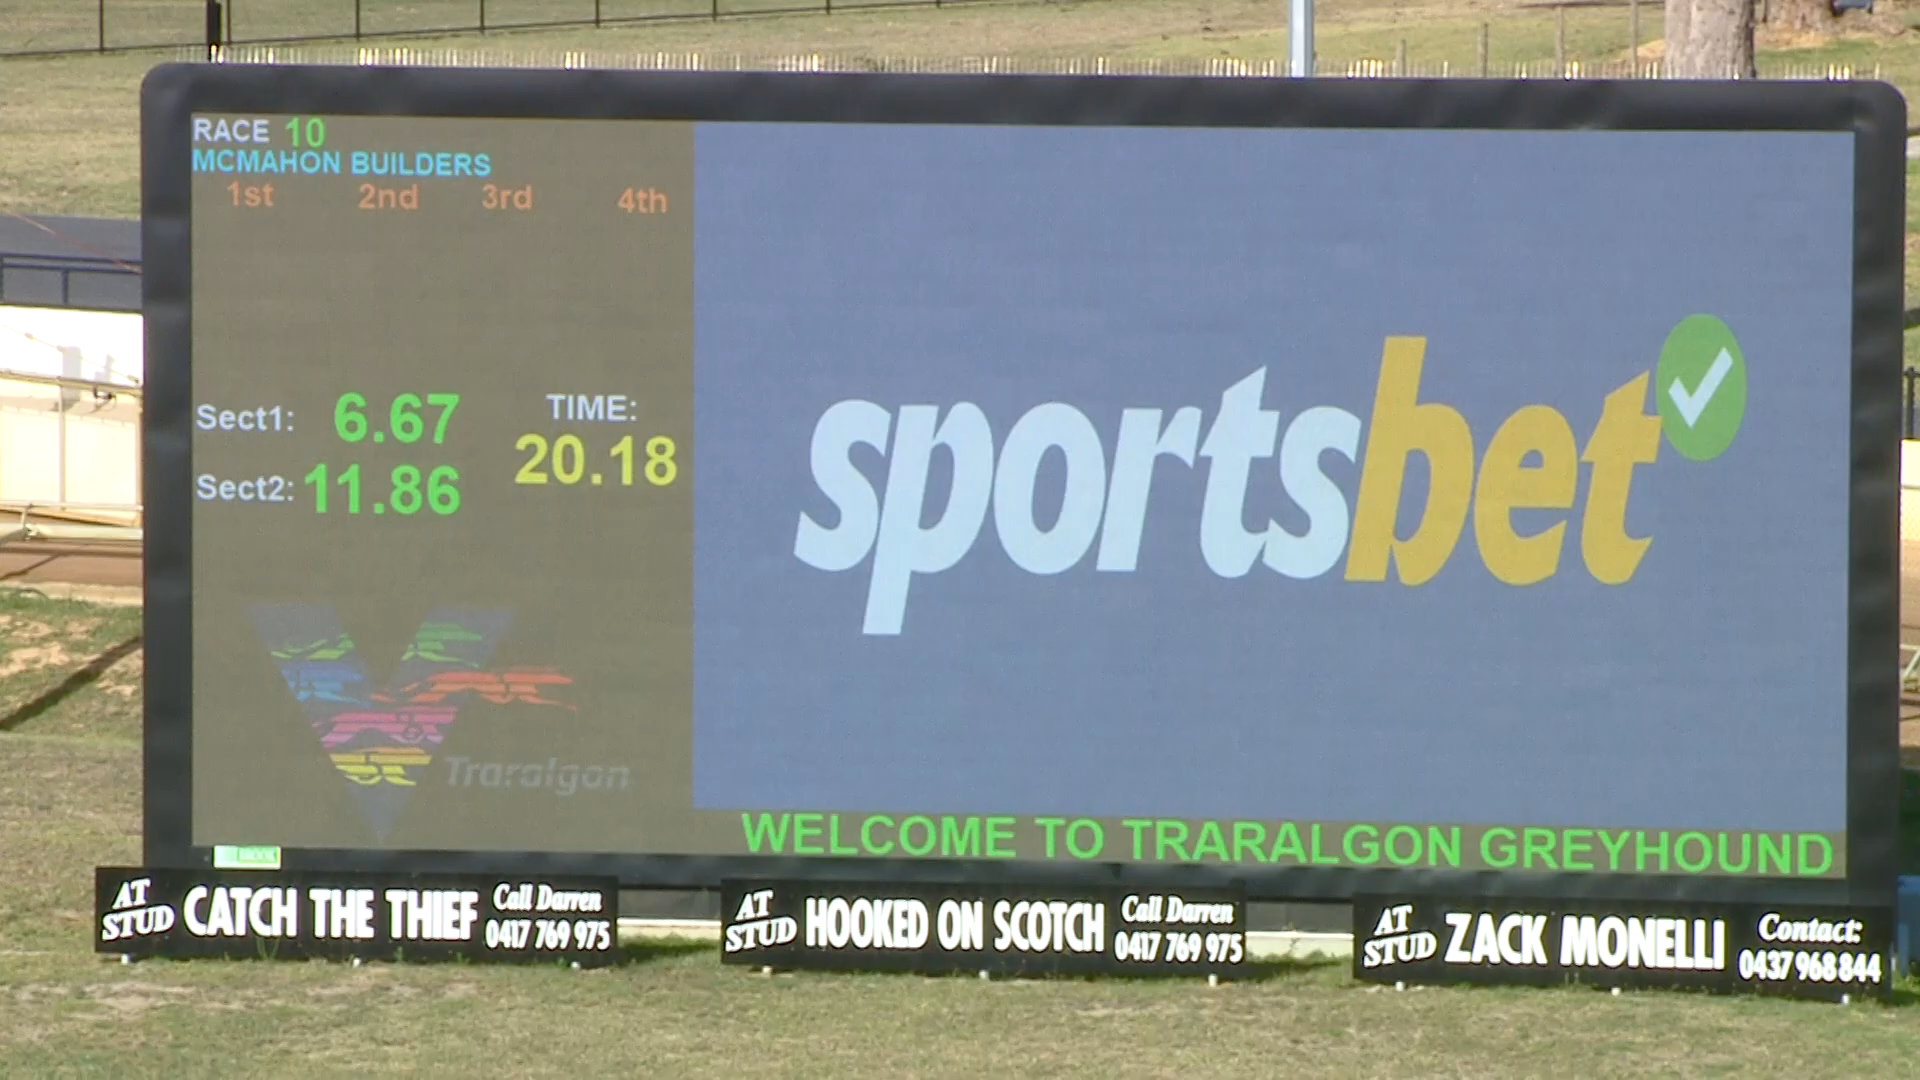 RACE 10
MCMAHON BUILDERS
1st 2nd 3rd 4th
Sect1: 6.67
Sect2: 11.86
TIME:
20.18
Traralgon
sportsbet
WELCOME TO TRARALGON GREYHOUND
AT STUD CATCH THE THIEF Call Darren 0417 769 975
AT STUD HOOKED ON SCOTCH Call Darren 0417 769 975
AT STUD ZACK MONELLI Contact: 0437 968 844